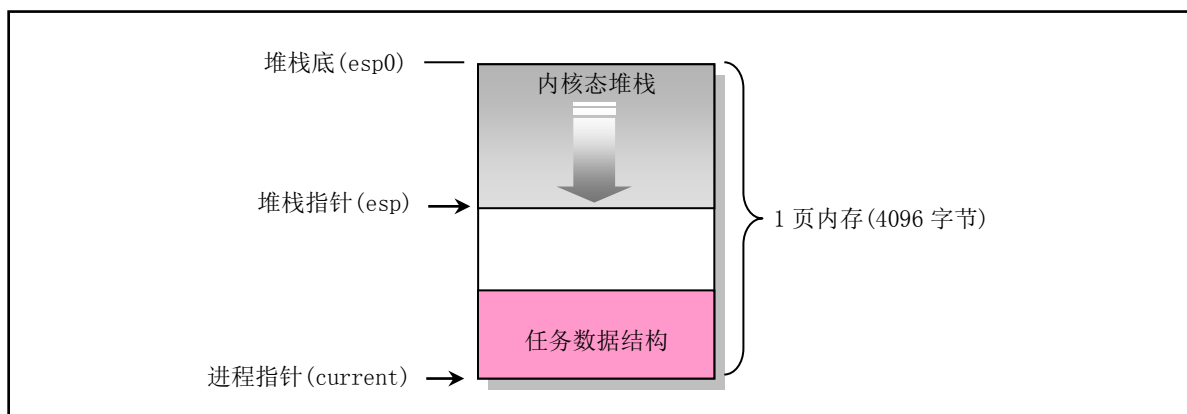 堆栈底(esp0)
内核态堆栈
堆栈指针(esp)
1 页内存(4096 字节)
任务数据结构
进程指针(current)